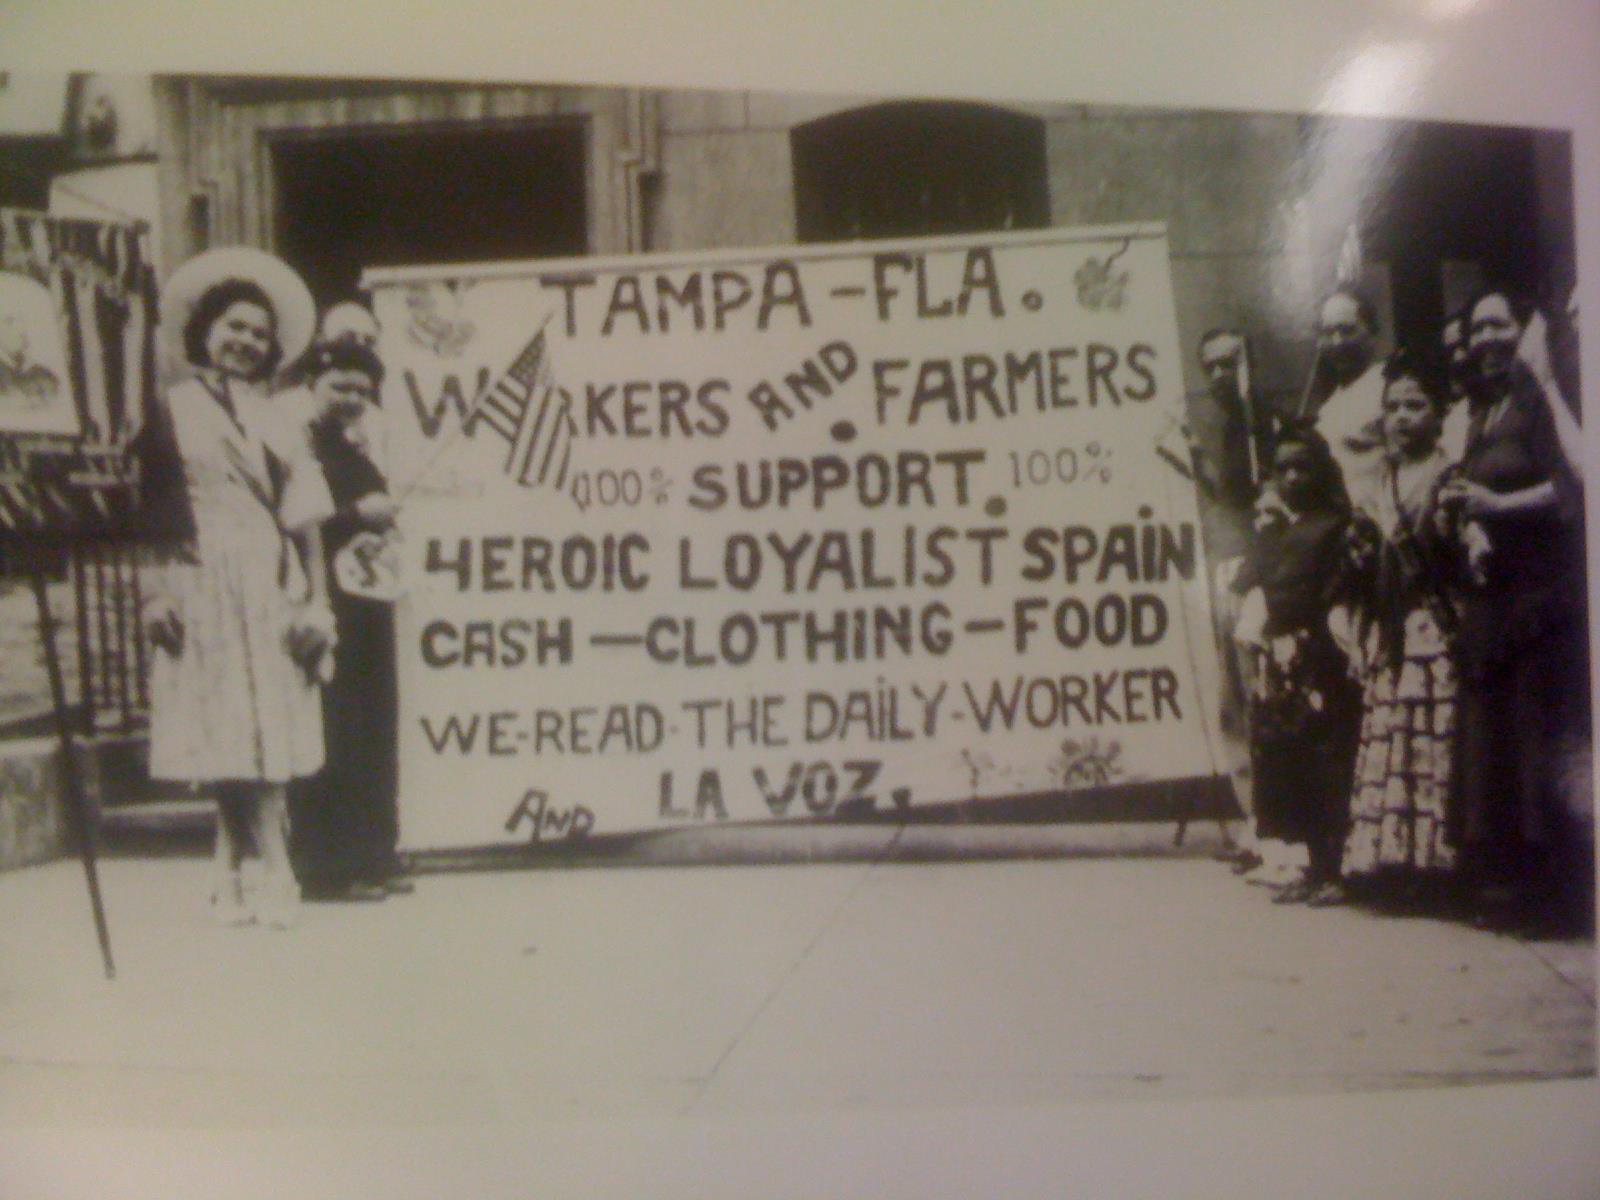 TAMPA - FLA.
WORKERS AND FARMERS
100% SUPPORT. 100%
HEROIC LOYALIST SPAIN
CASH - CLOTHING - FOOD
WE-READ-THE DAILY-WORKER
AND LA VOZ.